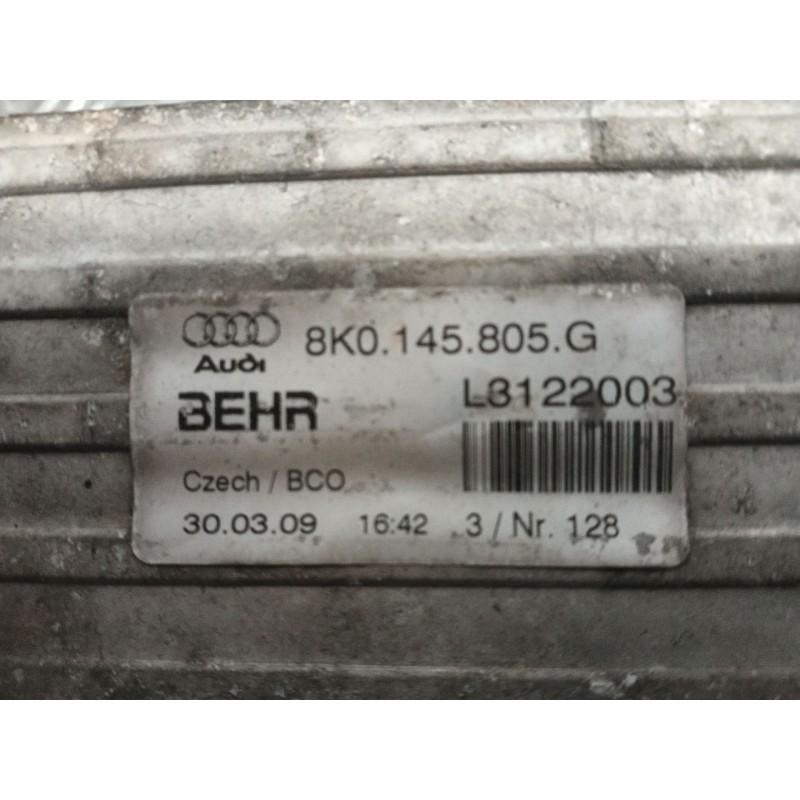 8K0.145.805.G
Audi
L3122003
BEHR
Czech / BCO
30.03.09 16:42 3 / Nr. 128